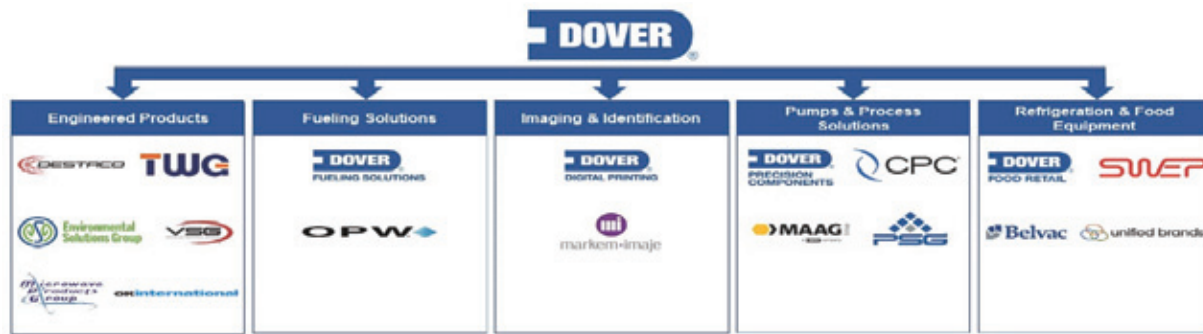 DOVER
®
Engineered Products
DESTACO
TWG
Environmental
Solutions Group
VSG
Microwave
Products
Group
OKinternational
Fueling Solutions
DOVER
FUELING SOLUTIONS
OPW
Imaging & Identification
DOVER
DIGITAL PRINTING
mi
markem·imaje
Pumps & Process
Solutions
DOVER
PRECISION
COMPONENTS
CPC
MAAG
PSG
Refrigeration & Food
Equipment
DOVER
FOOD RETAIL
SWEP
Belvac
unified brands